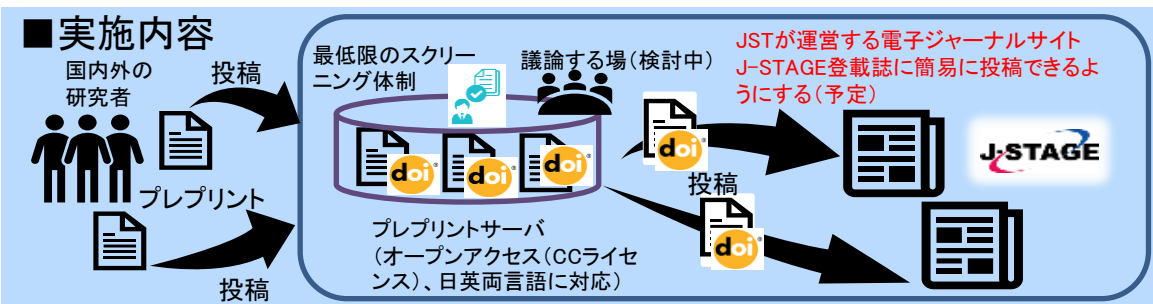 ■実施内容
国内外の
研究者
投稿
プレプリント
投稿
最低限のスクリー
ニング体制
議論する場（検討中）
doi
doi
doi
プレプリントサーバ
（オープンアクセス（CCライセ
ンス）、日英両言語に対応）
doi
投稿
doi
JSTが運営する電子ジャーナルサイト
J-STAGE登載誌に簡易に投稿できるよ
うにする（予定）
J-STAGE